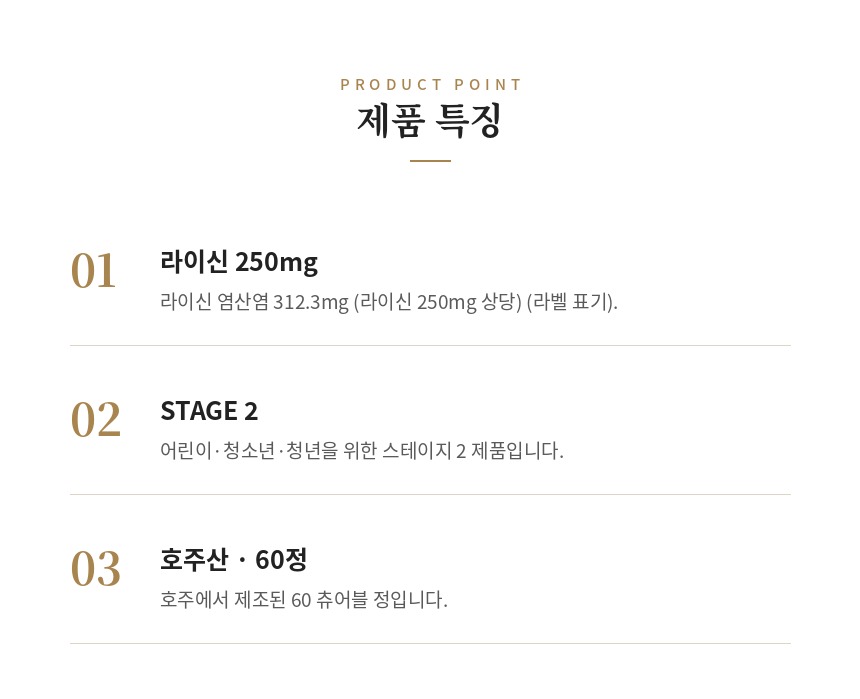 PRODUCT POINT
제품 특징
01
라이신 250mg
라이신 염산염 312.3mg (라이신 250mg 상당) (라벨 표기).
02
STAGE 2
어린이·청소년·청년을 위한 스테이지 2 제품입니다.
03
호주산 · 60정
호주에서 제조된 60 츄어블 정입니다.